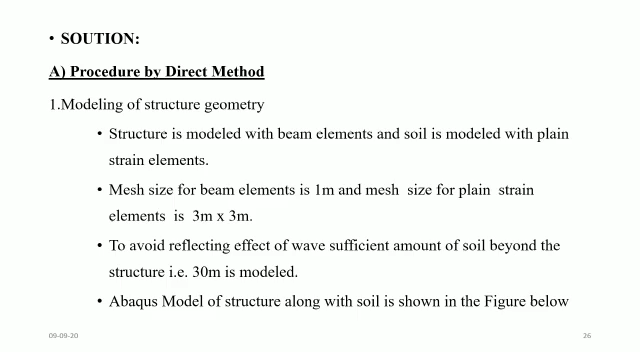 • SOUTION:
A) Procedure by Direct Method
1.Modeling of structure geometry
• Structure is modeled with beam elements and soil is modeled with plain
strain elements.
• Mesh size for beam elements is 1m and mesh size for plain strain
elements is 3m x 3m.
• To avoid reflecting effect of wave sufficient amount of soil beyond the
structure i.e. 30m is modeled.
• Abaqus Model of structure along with soil is shown in the Figure below
09-09-20
26